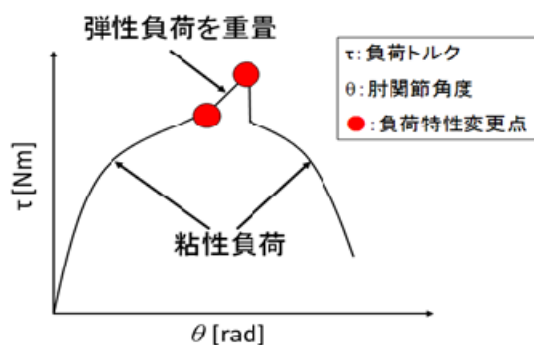 弾性負荷を重畳
τ：負荷トルク
θ：肘関節角度
：負荷特性変更点
τ [Nm]
粘性負荷
θ [rad]